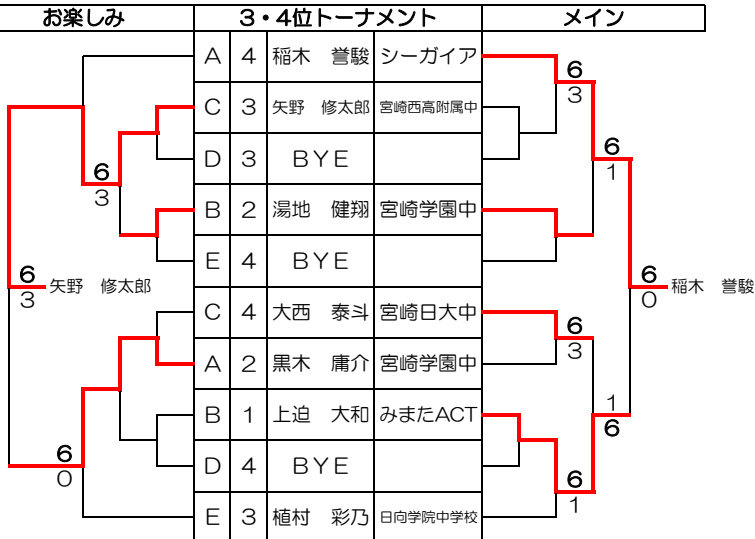 お楽しみ 3・4位トーナメント メイン
A 4 稲木 誉駿 シーガイア
6
3
C 3 矢野 修太郎 宮崎西高附属中
6
1
D 3 BYE
6
3
B 2 湯地 健翔 宮崎学園中
E 4 BYE
6
3 矢野 修太郎
6
0 稲木 誉駿
C 4 大西 泰斗 宮崎日大中
6
3
A 2 黒木 庸介 宮崎学園中
B 1 上迫 大和 みまたACT
1
6
D 4 BYE
6
0
6
1
E 3 植村 彩乃 日向学院中学校